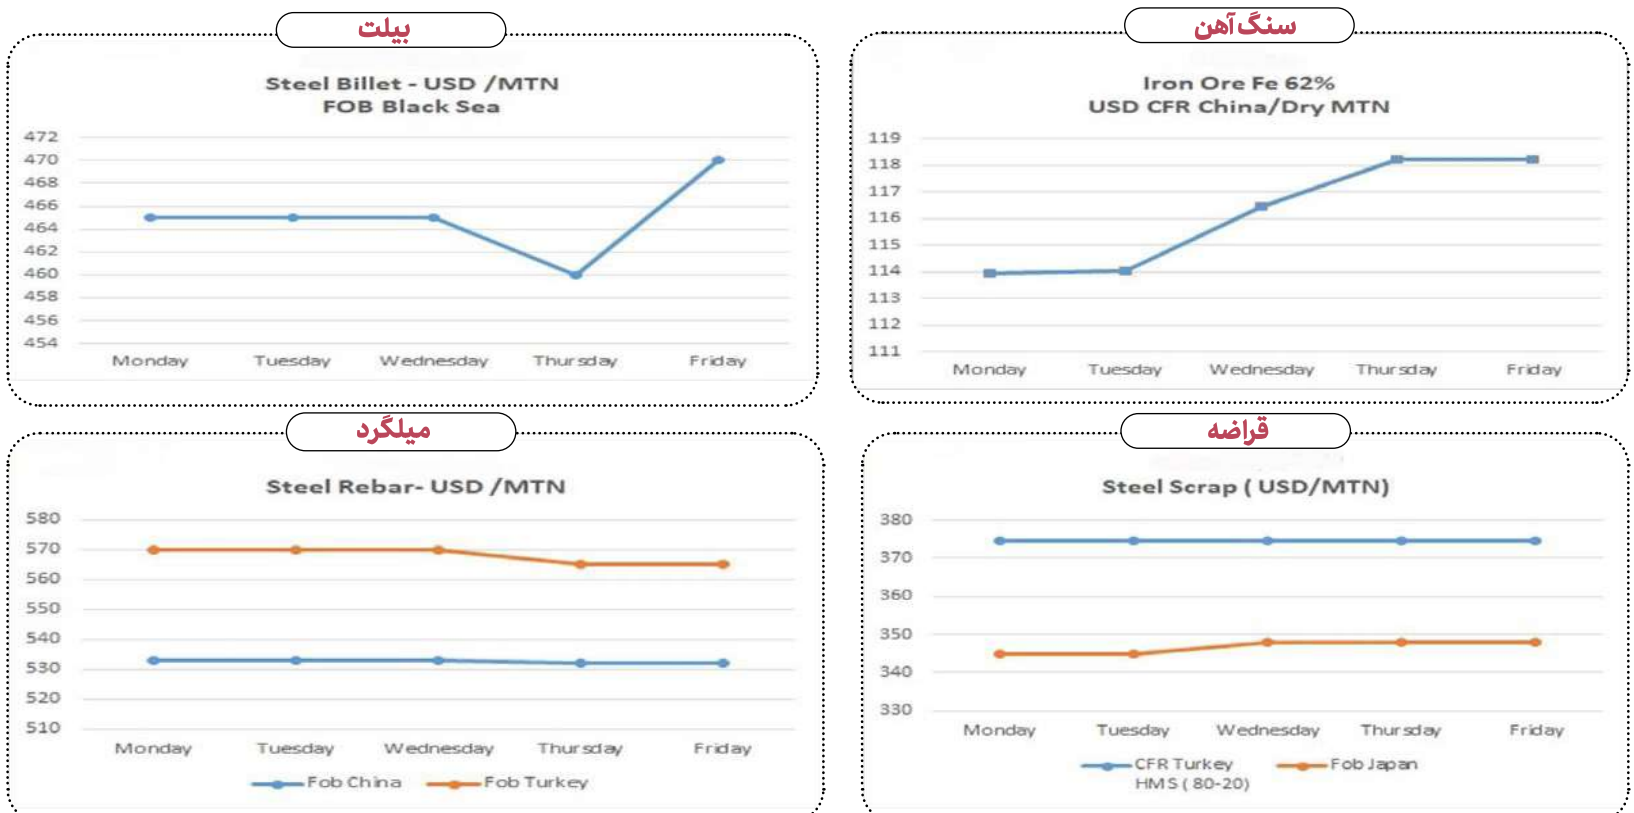 بیلت
Steel Billet - USD /MTN
FOB Black Sea
472
470
468
466
464
462
460
458
456
454
Monday Tuesday Wednesday Thursday Friday
سنگ آهن
Iron Ore Fe 62%
USD CFR China/Dry MTN
119
118
117
116
115
114
113
112
111
Monday Tuesday Wednesday Thursday Friday
میلگرد
Steel Rebar- USD /MTN
580
570
560
550
540
530
520
510
Monday Tuesday Wednesday Thursday Friday
Fob China Fob Turkey
قراضه
Steel Scrap ( USD/MTN)
380
370
360
350
340
330
Monday Tuesday Wednesday Thursday Friday
CFR Turkey Fob Japan
HMS ( 80-20)